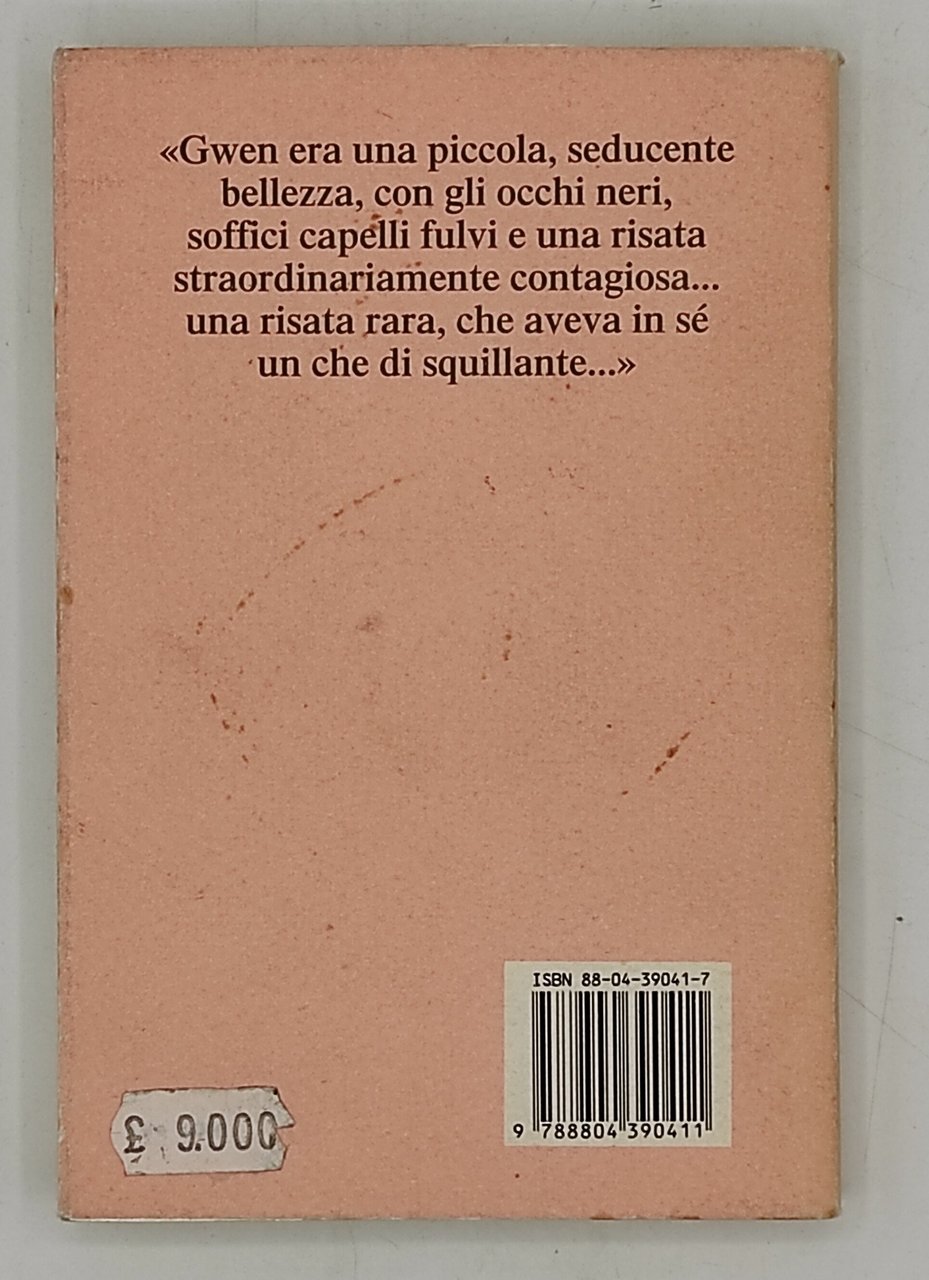 «Gwen era una piccola, seducente
bellezza, con gli occhi neri,
soffici capelli fulvi e una risata
straordinariamente contagiosa...
una risata rara, che aveva in sé
un che di squillante...»
ISBN 88-04-39041-7
9 788804 390411
£ 9.000